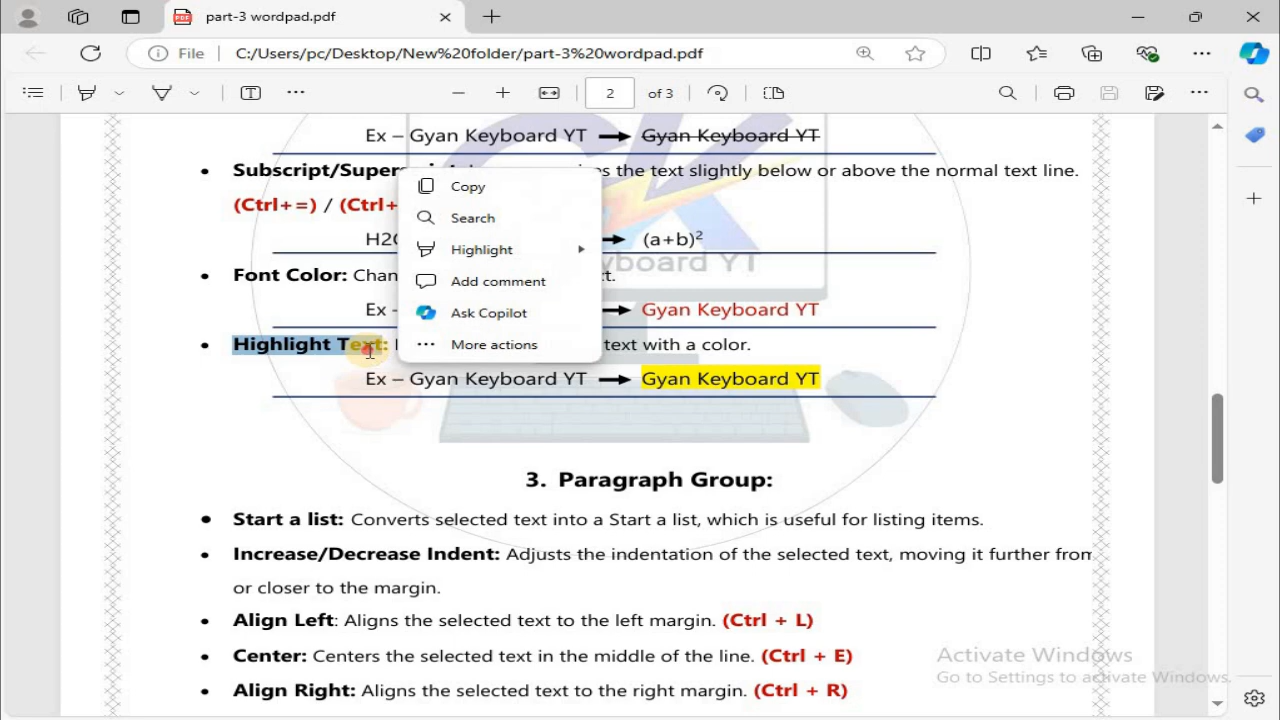 part-3 wordpad.pdf
File C:/Users/pc/Desktop/New%20folder/part-3%20wordpad.pdf
2 of 3
Ex – Gyan Keyboard YT Gyan Keyboard YT
the text slightly below or above the normal text line.
(Ctrl+=) / (Ctrl+
(a+b)²
board YT
Font Color:
Ex – Gyan Keyboard YT
Copy
Search
Highlight
Add comment
Ask Copilot
More actions
Highlight Text: text with a color.
Ex – Gyan Keyboard YT Gyan Keyboard YT
3. Paragraph Group:
• Start a list: Converts selected text into a Start a list, which is useful for listing items.
• Increase/Decrease Indent: Adjusts the indentation of the selected text, moving it further from
or closer to the margin.
• Align Left: Aligns the selected text to the left margin. (Ctrl + L)
• Center: Centers the selected text in the middle of the line. (Ctrl + E)
• Align Right: Aligns the selected text to the right margin. (Ctrl + R)
Activate Windows
Go to Settings to activate Windows.